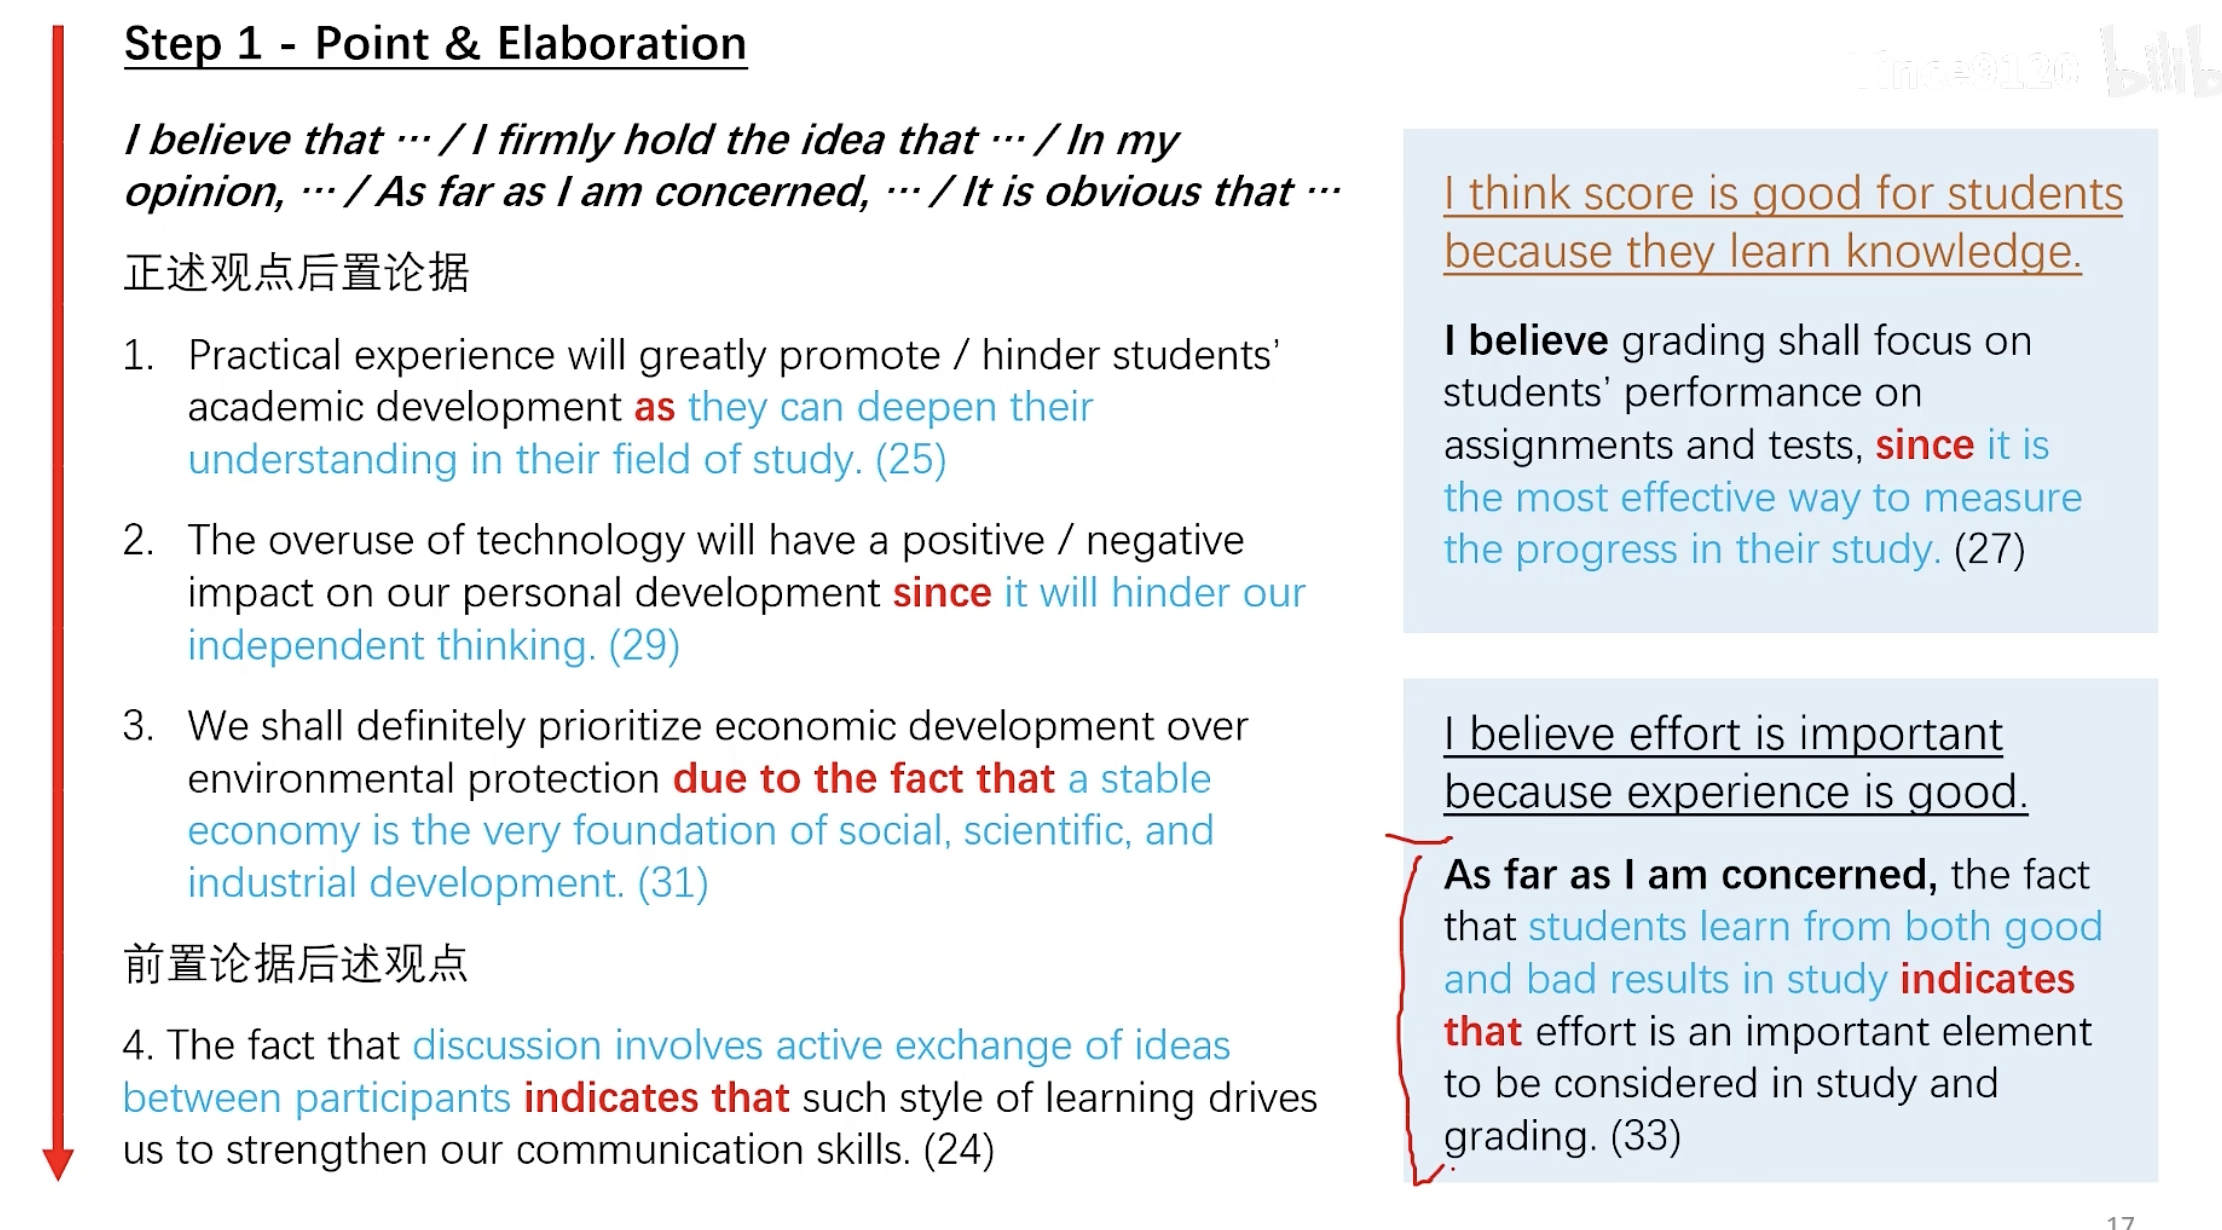 Step 1 - Point & Elaboration
I believe that … / I firmly hold the idea that … / In my
opinion, … / As far as I am concerned, … / It is obvious that …
正述观点后置论据
1. Practical experience will greatly promote / hinder students’
academic development as they can deepen their
understanding in their field of study. (25)
2. The overuse of technology will have a positive / negative
impact on our personal development since it will hinder our
independent thinking. (29)
3. We shall definitely prioritize economic development over
environmental protection due to the fact that a stable
economy is the very foundation of social, scientific, and
industrial development. (31)
前置论据后述观点
4. The fact that discussion involves active exchange of ideas
between participants indicates that such style of learning drives
us to strengthen our communication skills. (24)
I think score is good for students
because they learn knowledge.
I believe grading shall focus on
students’ performance on
assignments and tests, since it is
the most effective way to measure
the progress in their study. (27)
I believe effort is important
because experience is good.
As far as I am concerned, the fact
that students learn from both good
and bad results in study indicates
that effort is an important element
to be considered in study and
grading. (33)
17